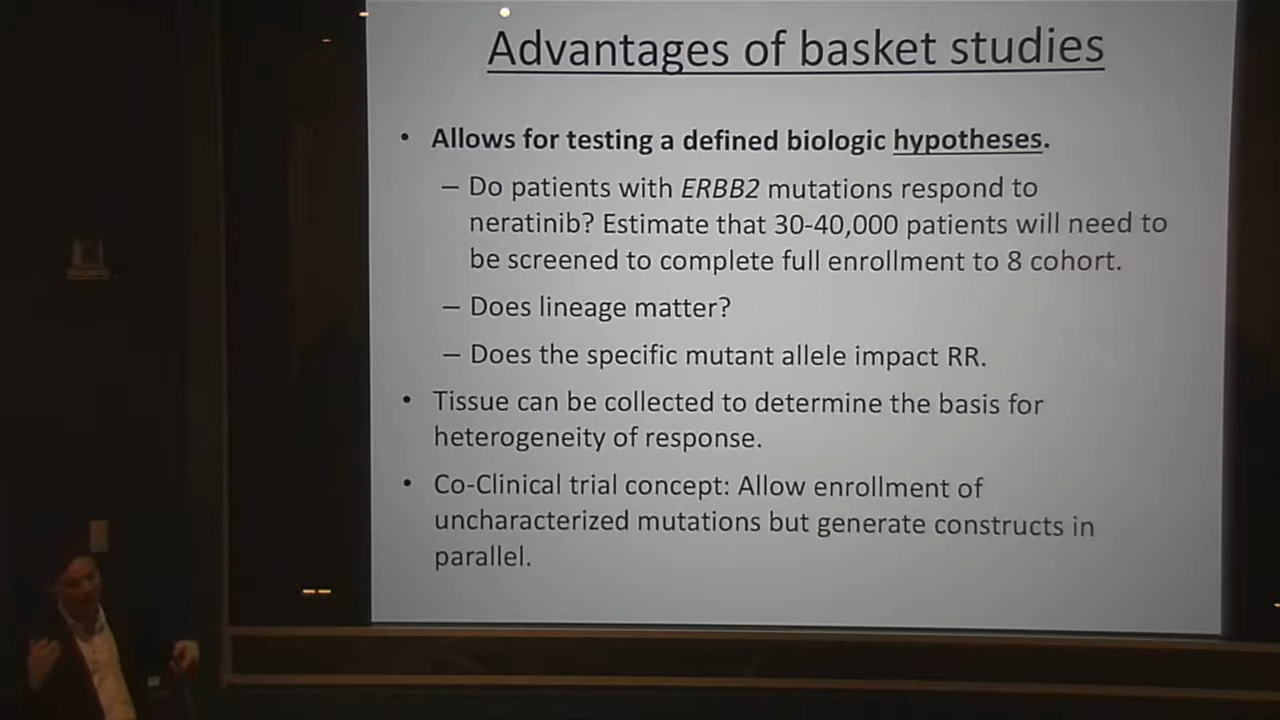 Advantages of basket studies
• Allows for testing a defined biologic hypotheses.
– Do patients with ERBB2 mutations respond to
neratinib? Estimate that 30-40,000 patients will need to
be screened to complete full enrollment to 8 cohort.
– Does lineage matter?
– Does the specific mutant allele impact RR.
• Tissue can be collected to determine the basis for
heterogeneity of response.
• Co-Clinical trial concept: Allow enrollment of
uncharacterized mutations but generate constructs in
parallel.